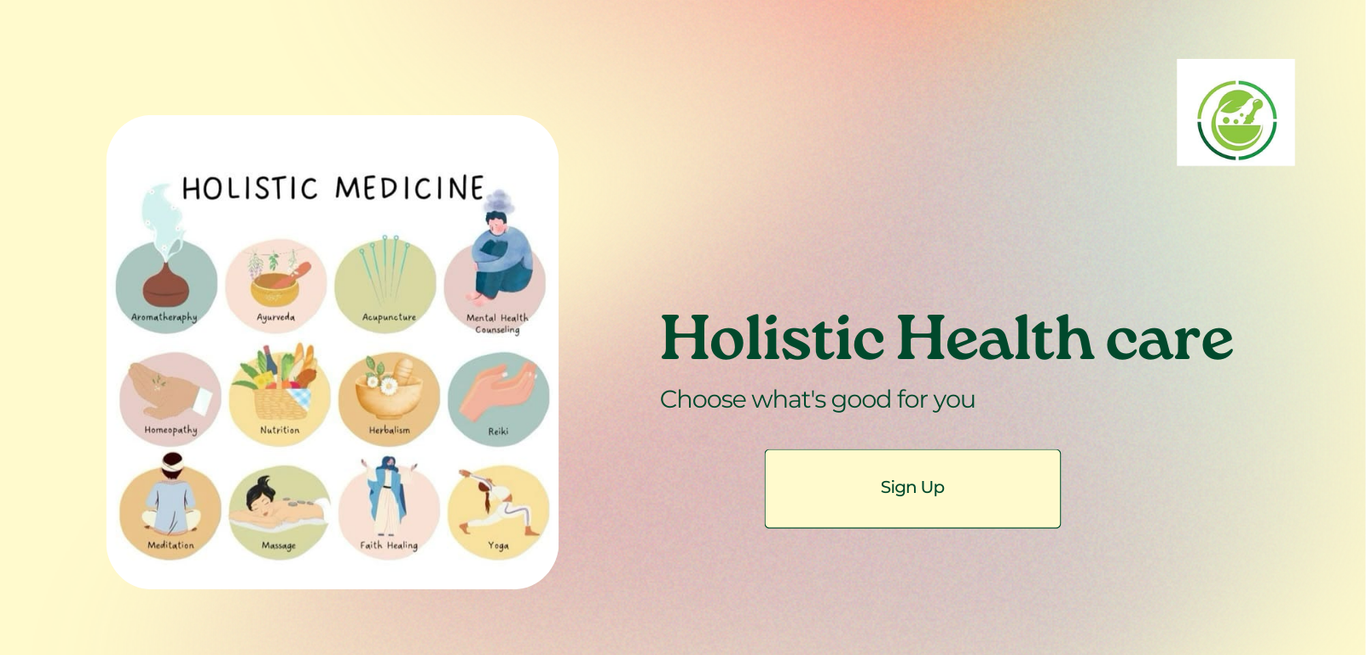 HOLISTIC MEDICINE
Aromatheraphy
Ayurveda
Acupuncture
Mental Health
Counseling
Homeopathy
Nutrition
Herbalism
Reiki
Meditation
Massage
Faith Healing
Yoga
Holistic Health care
Choose what's good for you
Sign Up